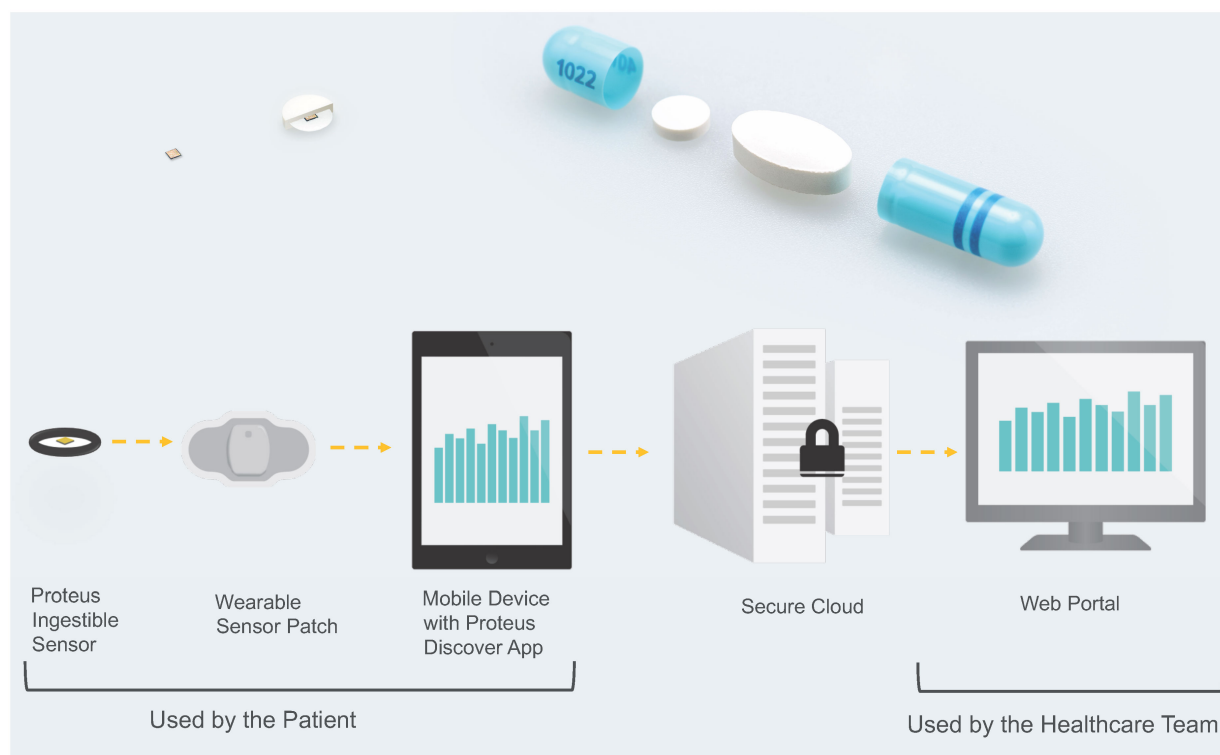 1022
Proteus
Ingestible
Sensor
Wearable
Sensor Patch
Mobile Device
with Proteus
Discover App
Secure Cloud
Web Portal
Used by the Patient
Used by the Healthcare Team